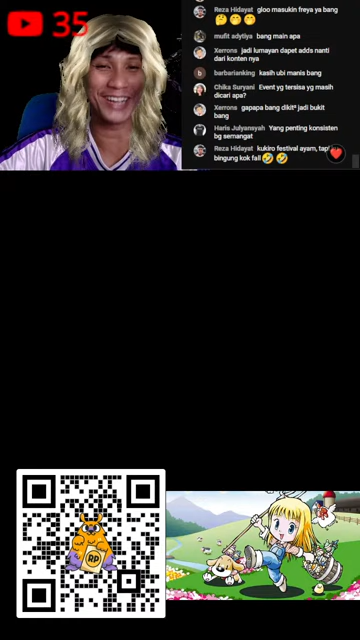 35
Reza Hidayat gloo masukin freya ya bang
mufit adytiya bang main apa
Xerrons jadi lumayan dapet adds nanti
dari konten nya
b barbarianking kasih ubi manis bang
Chika Suryani Event yg tersisa yg masih
dicari apa?
Xerrons gapapa bang dikit² jadi bukit
bang
Haris Julyansyah Yang penting konsisten
bg semangat
Reza Hidayat kukiro festival ayam, tap
bingung kok fall
RP